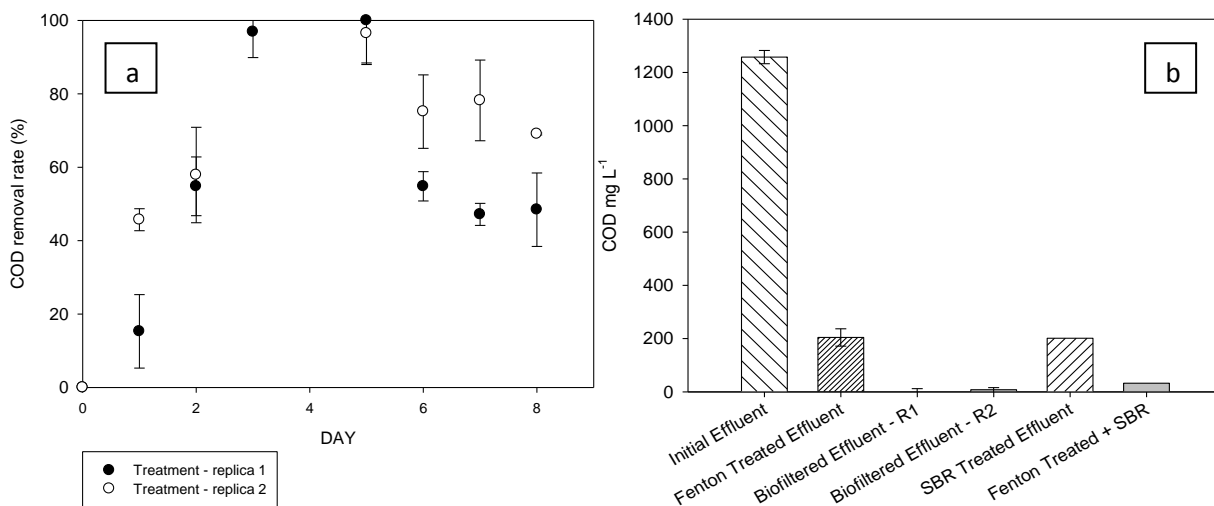 a
COD removal rate (%)
100
80
60
40
20
0
0 2 4 6 8
DAY
Treatment - replica 1
Treatment - replica 2
b
COD mg L-1
1400
1200
1000
800
600
400
200
0
Initial Effluent
Fenton Treated Effluent
Biofiltered Effluent - R1
Biofiltered Effluent - R2
SBR Treated Effluent
Fenton Treated + SBR